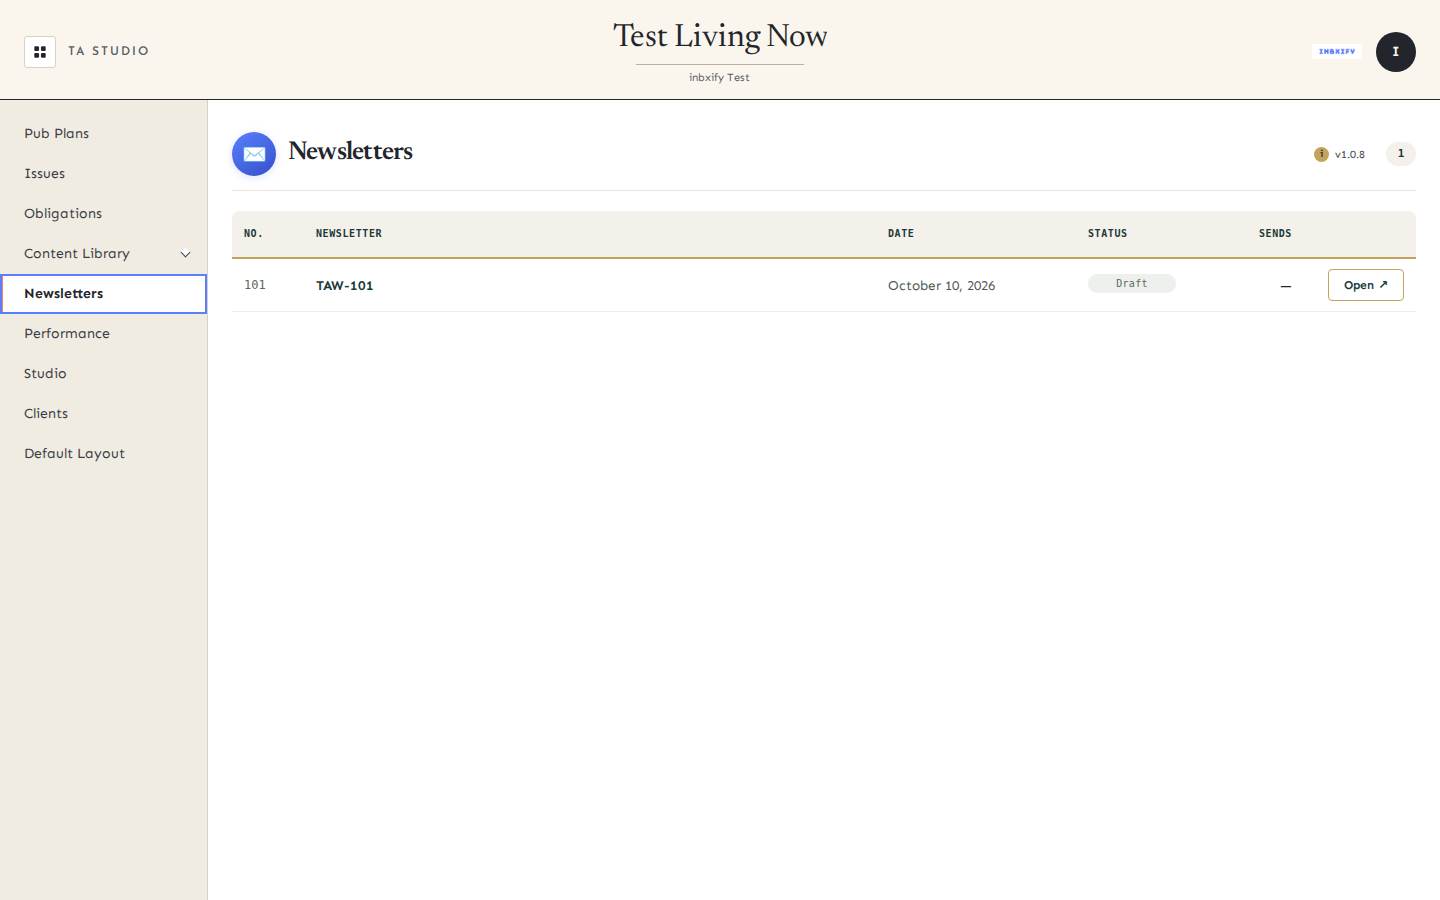 TA STUDIO
Test Living Now
inbxify Test
INBXIFY
I
Pub Plans
Issues
Obligations
Content Library
Newsletters
Performance
Studio
Clients
Default Layout
Newsletters
i v1.0.8 1
NO. NEWSLETTER DATE STATUS SENDS
101 TAW-101 October 10, 2026 Draft — Open ↗